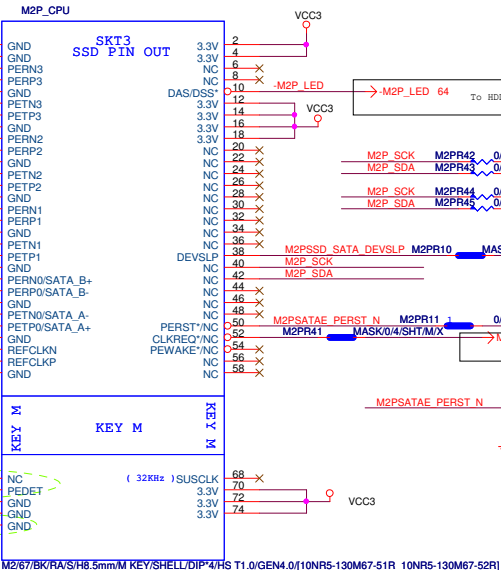 M2P_CPU
VCC3
SKT3
SSD PIN OUT
GND 3.3V 2
GND 3.3V 4
PERN3 NC 6
PERP3 NC 8
GND DAS/DSS* 10 -M2P_LED -M2P_LED 64
PETN3 3.3V 12
To HD
PETP3 3.3V 14 VCC3
GND 3.3V 16
PERN2 3.3V 18
PERP2 NC 20
GND NC 22 M2P_SCK M2PR42 0/
PETN2 NC 24 M2P_SDA M2PR43 0/
PETP2 NC 26
GND NC 28 M2P_SCK M2PR44 0/
PERN1 NC 30 M2P_SDA M2PR45 0/
PERP1 NC 32
GND NC 34
PETN1 NC 36
PETP1 DEVSLP 38 M2PSSD_SATA_DEVSLP M2PR10 MAS
GND NC 40 M2P_SCK
PERN0/SATA_B+ NC 42 M2P_SDA
PERP0/SATA_B- NC 44
GND NC 46
PETN0/SATA_A- NC 48
PETP0/SATA_A+ PERST*/NC 50 M2PSATAE_PERST_N M2PR11 1 0/
GND CLKREQ*/NC 52 M2PR41 MASK/0/4/SHT/M/X
REFCLKN PEWAKE*/NC 54
REFCLKP NC 56
GND NC 58
M2PSATAE_PERST_N
KEY M KEY M KEY M
NC ( 32KHz ) SUSCLK 68
PEDET 3.3V 70
GND 3.3V 72 VCC3
GND 3.3V 74
GND
M2/67/BK/RA/S/H8.5mm/M KEY/SHELL/DIP*4/HS T1.0/GEN4.0/[10NR5-130M67-51R_10NR5-130M67-52R]